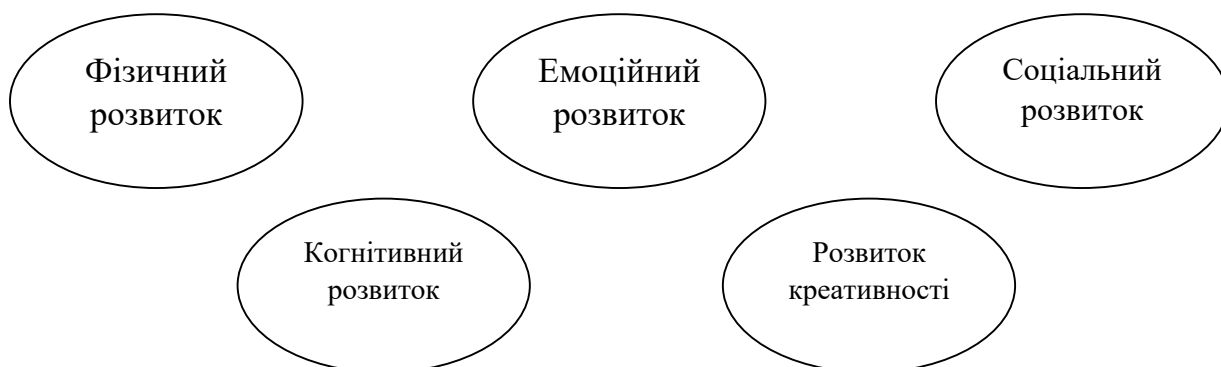 Фізичний
розвиток
Емоційний
розвиток
Соціальний
розвиток
Когнітивний
розвиток
Розвиток
креативності